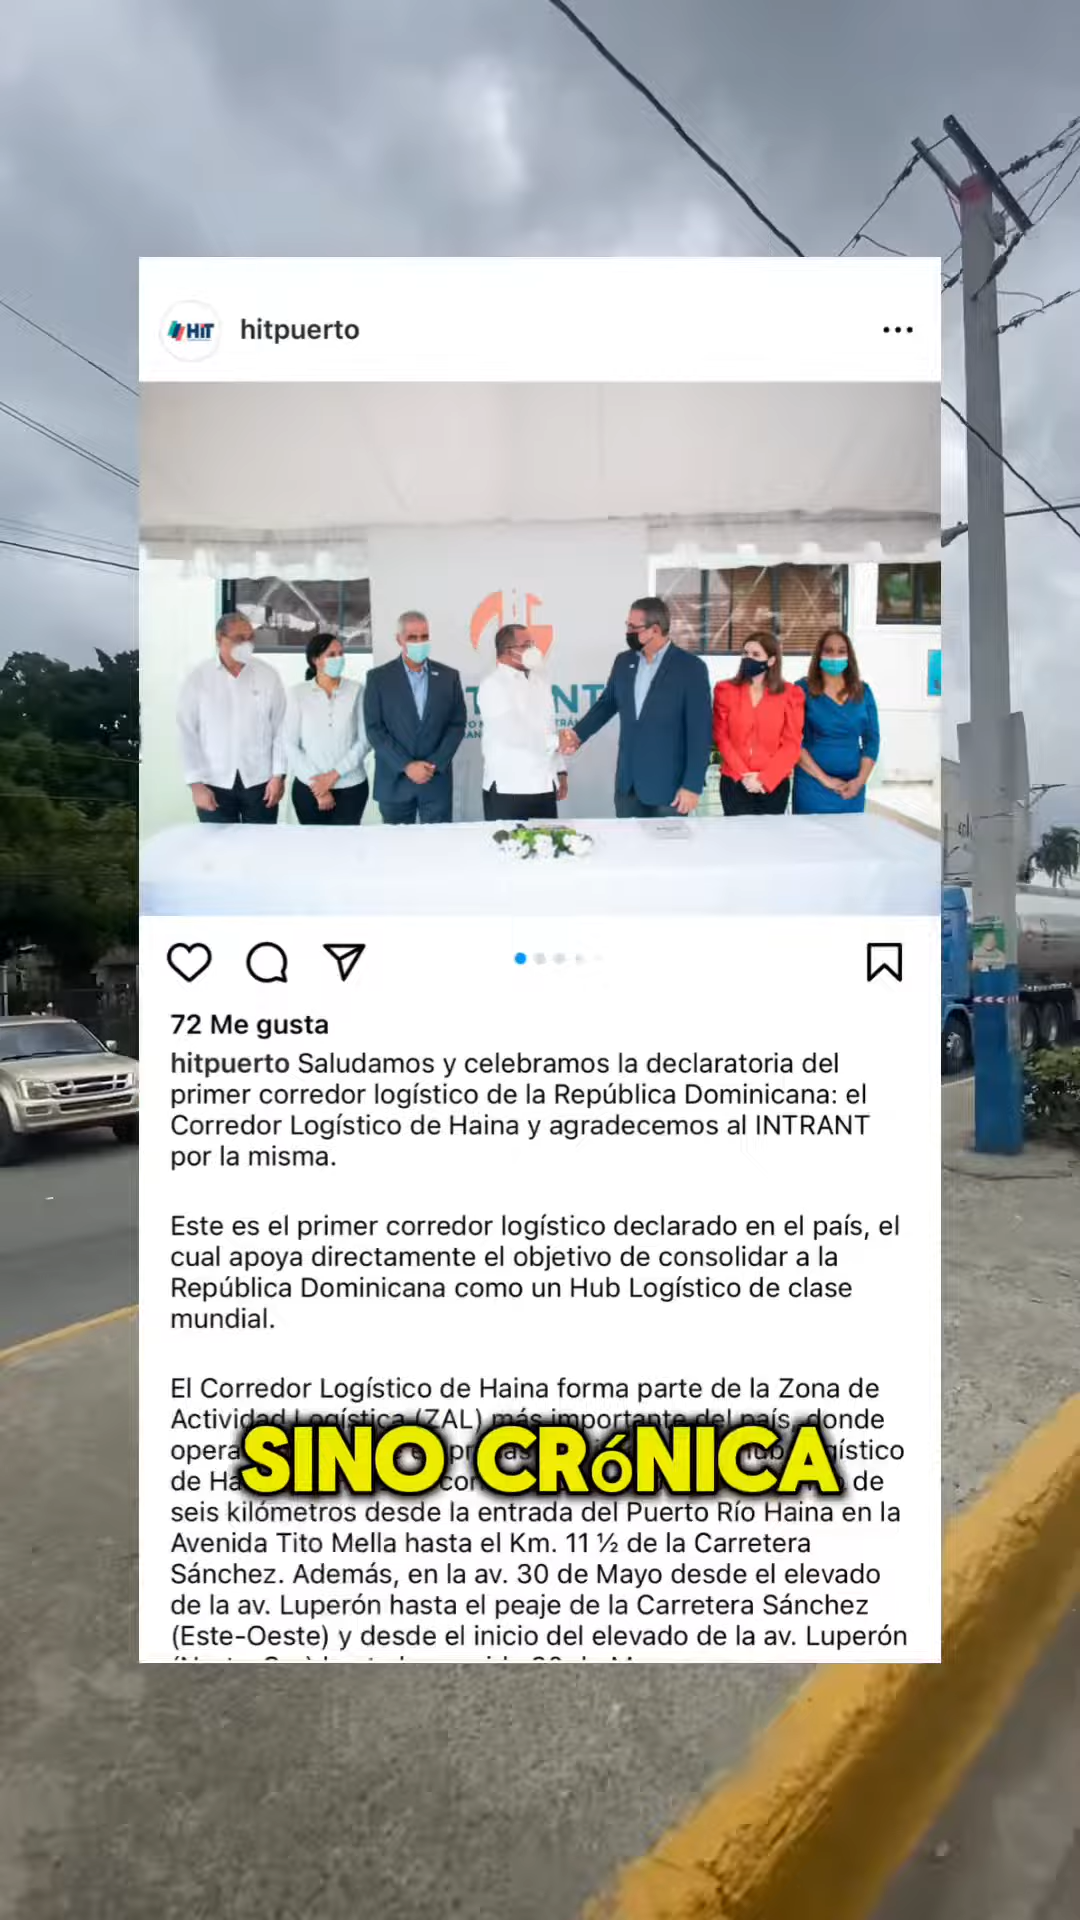 HIT
hitpuerto
72 Me gusta
hitpuerto Saludamos y celebramos la declaratoria del
primer corredor logístico de la República Dominicana: el
Corredor Logístico de Haina y agradecemos al INTRANT
por la misma.
Este es el primer corredor logístico declarado en el país, el
cual apoya directamente el objetivo de consolidar a la
República Dominicana como un Hub Logístico de clase
mundial.
El Corredor Logístico de Haina forma parte de la Zona de
Actividad Logística (ZAL) más importante del país, donde
SINO CRóNICA
de
seis kilómetros desde la entrada del Puerto Río Haina en la
Avenida Tito Mella hasta el Km. 11 ½ de la Carretera
Sánchez. Además, en la av. 30 de Mayo desde el elevado
de la av. Luperón hasta el peaje de la Carretera Sánchez
(Este-Oeste) y desde el inicio del elevado de la av. Luperón